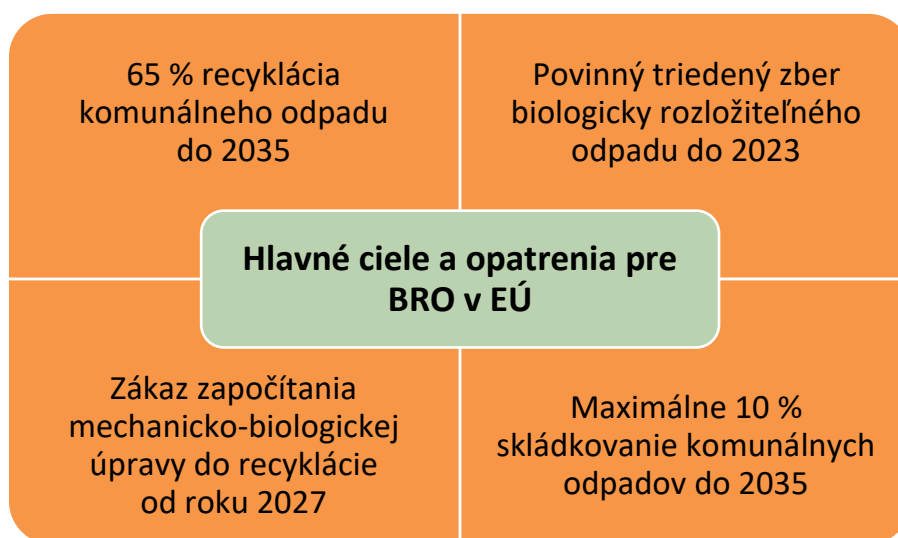 65 % recyklácia
komunálneho odpadu
do 2035
Povinný triedený zber
biologicky rozložiteľného
odpadu do 2023
Hlavné ciele a opatrenia pre
BRO v EÚ
Zákaz započítania
mechanicko-biologickej
úpravy do recyklácie
od roku 2027
Maximálne 10 %
skládkovanie komunálnych
odpadov do 2035